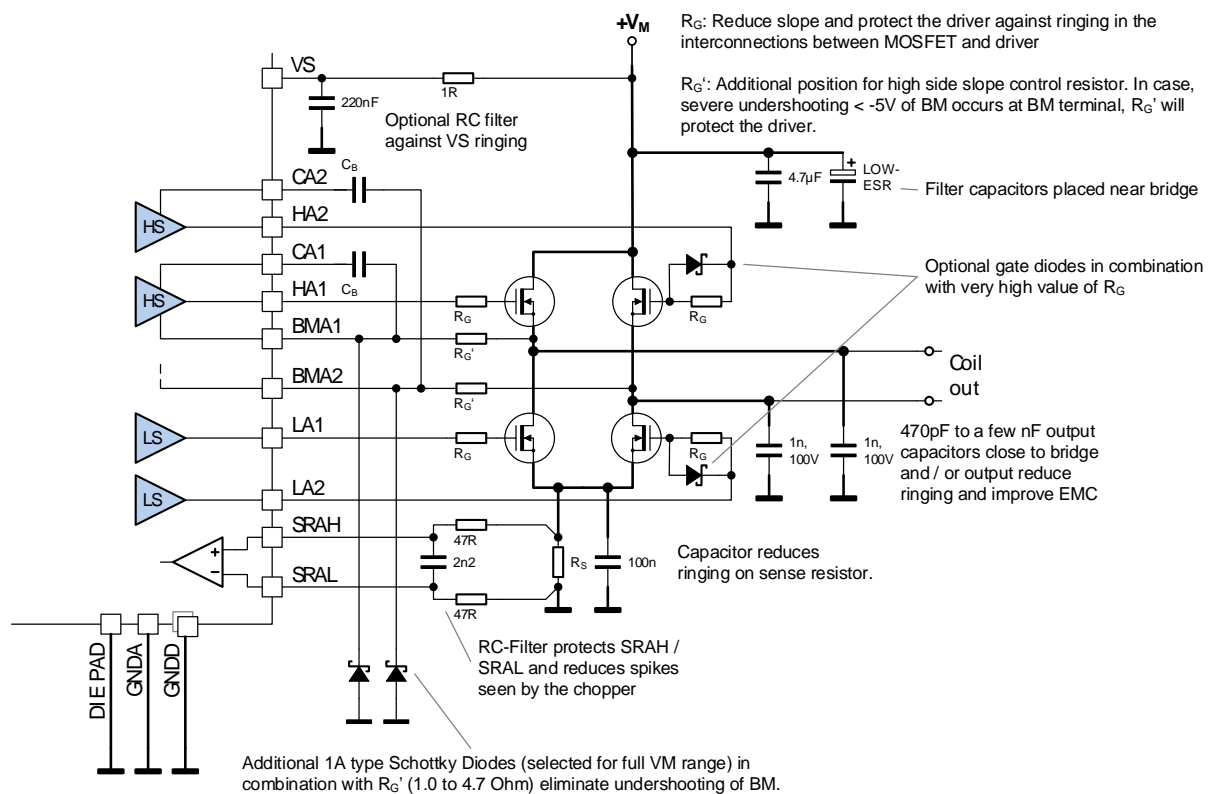 +VM
RG: Reduce slope and protect the driver against ringing in the
interconnections between MOSFET and driver
RG‘: Additional position for high side slope control resistor. In case,
severe undershooting < -5V of BM occurs at BM terminal, RG’ will
protect the driver.
VS
220nF
1R
Optional RC filter
against VS ringing
4.7µF
+
LOW-
ESR
Filter capacitors placed near bridge
CA2
CB
HS
HA2
CA1
CB
HS
HA1
RG
RG
Optional gate diodes in combination
with very high value of RG
BMA1
RG‘
BMA2
RG‘
Coil
out
LS
LA1
RG
RG
1n,
100V
1n,
100V
470pF to a few nF output
capacitors close to bridge
and / or output reduce
ringing and improve EMC
LS
LA2
SRAH
47R
+
-
2n2
RS
100n
Capacitor reduces
ringing on sense resistor.
SRAL
47R
RC-Filter protects SRAH /
SRAL and reduces spikes
seen by the chopper
DIE PAD
GNDA
GNDD
Additional 1A type Schottky Diodes (selected for full VM range) in
combination with RG’ (1.0 to 4.7 Ohm) eliminate undershooting of BM.